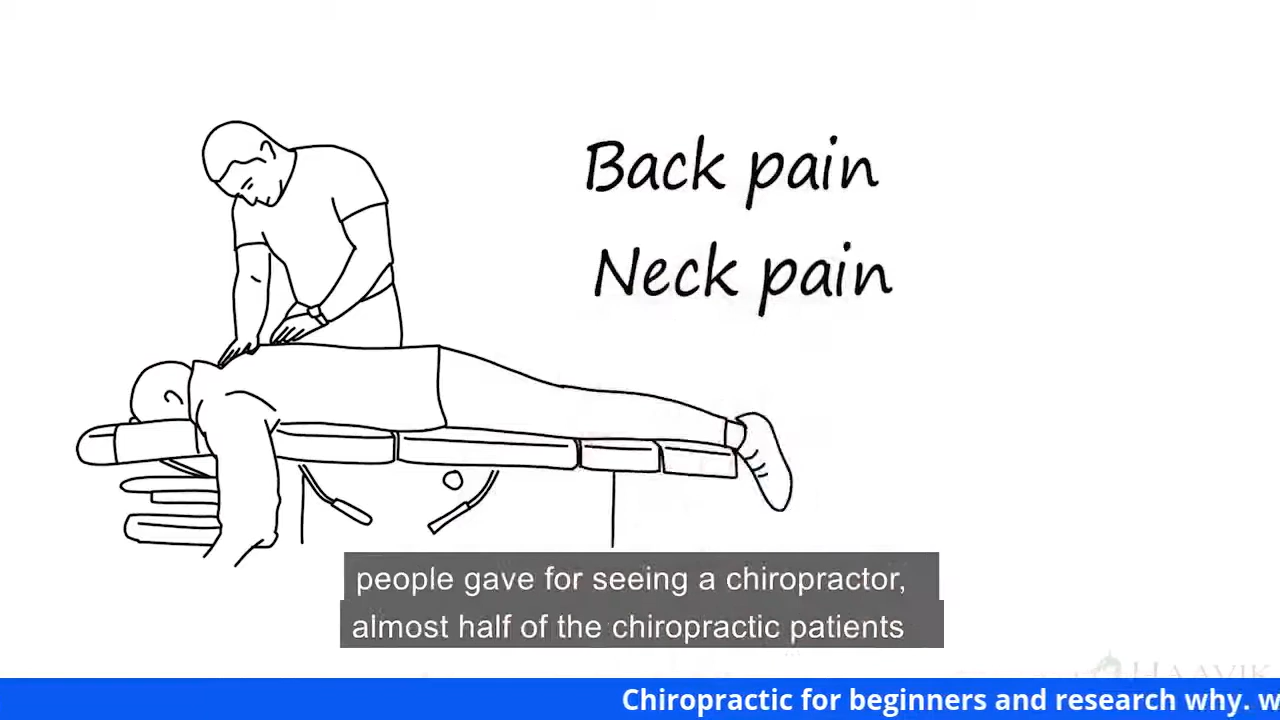 Back pain
Neck pain
people gave for seeing a chiropractor,
almost half of the chiropractic patients
HAAVIK
Chiropractic for beginners and research why. w